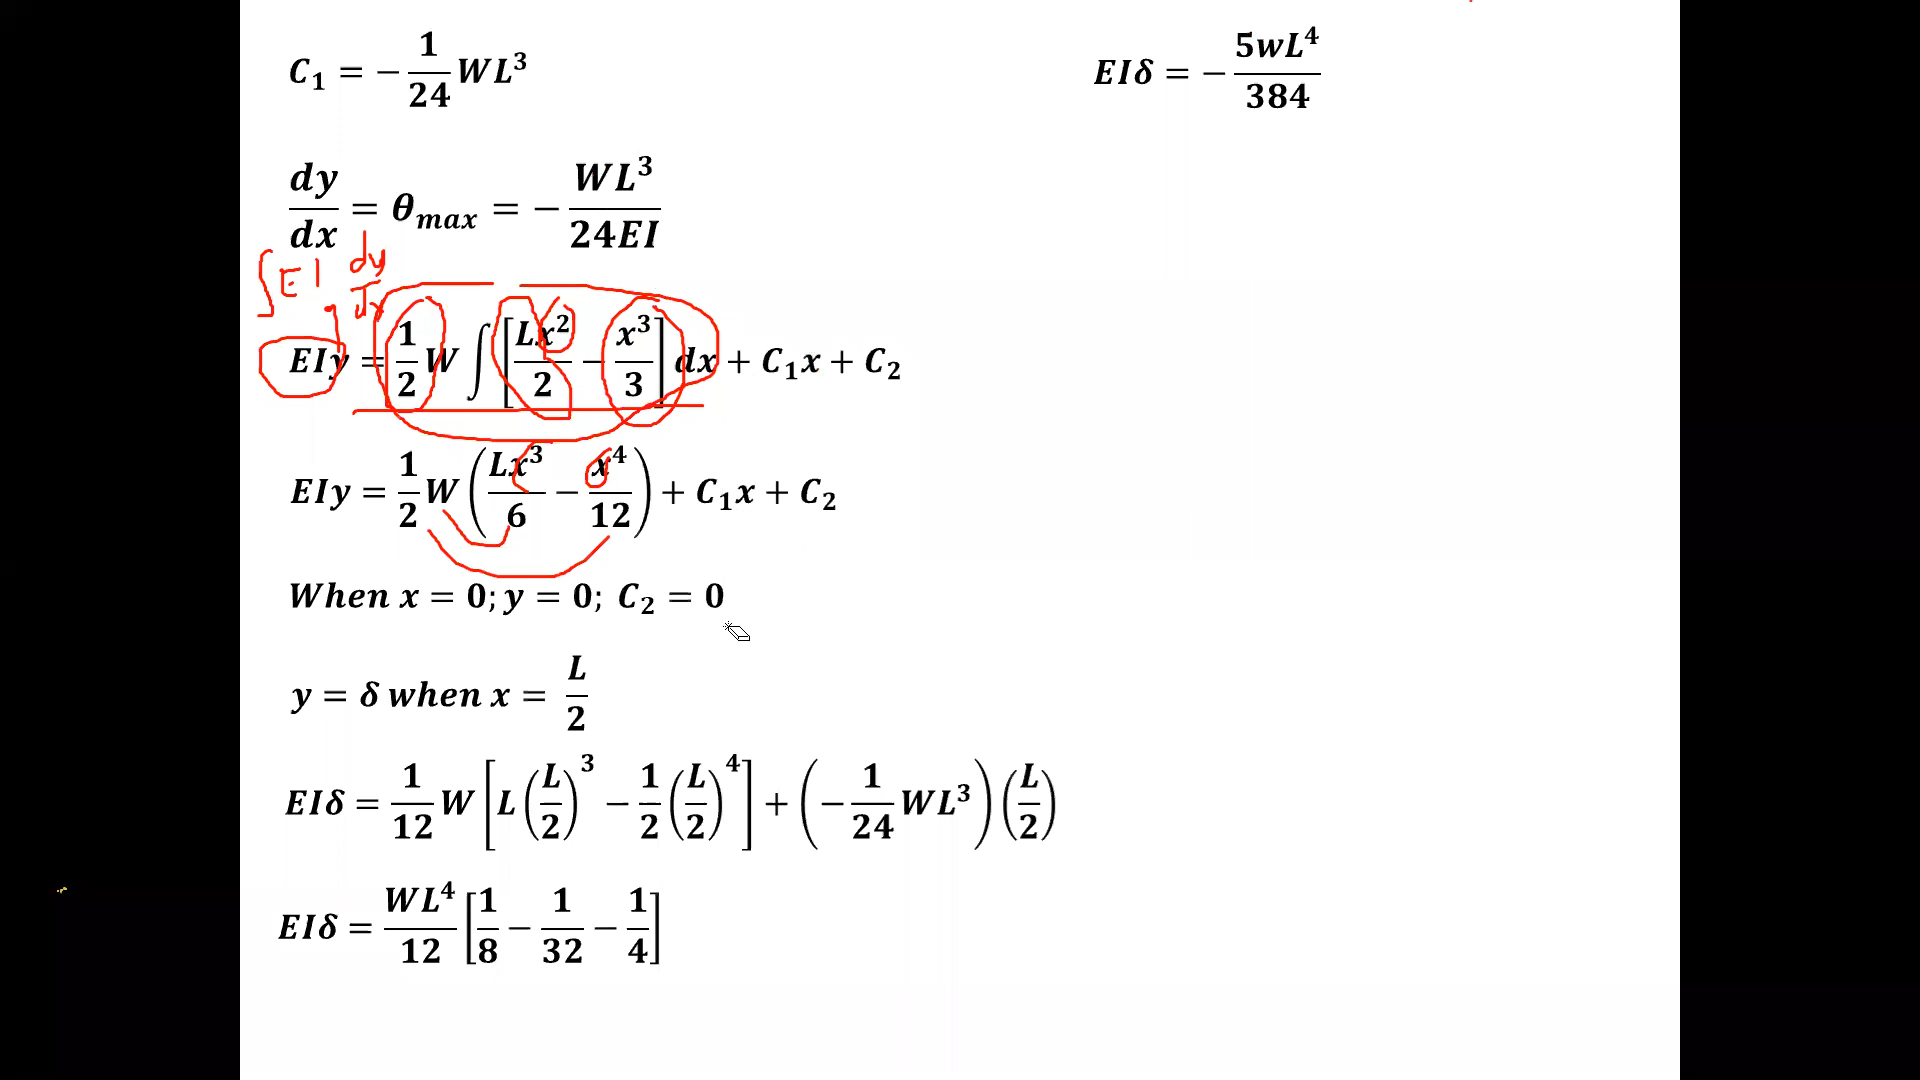 C₁ = −1/24 WL³
dy/dx = θₘₐₓ = −WL³/24EI
∫EI dy/dx
EIy = 1/2 W ∫[Lx²/2 − x³/3] dx + C₁x + C₂
EIy = 1/2 W (Lx³/6 − x⁴/12) + C₁x + C₂
When x = 0; y = 0; C₂ = 0
y = δ when x = L/2
EIδ = 1/12 W [L(L/2)³ − 1/2(L/2)⁴] + (−1/24 WL³)(L/2)
EIδ = WL⁴/12 [1/8 − 1/32 − 1/4]
EIδ = −5wL⁴/384